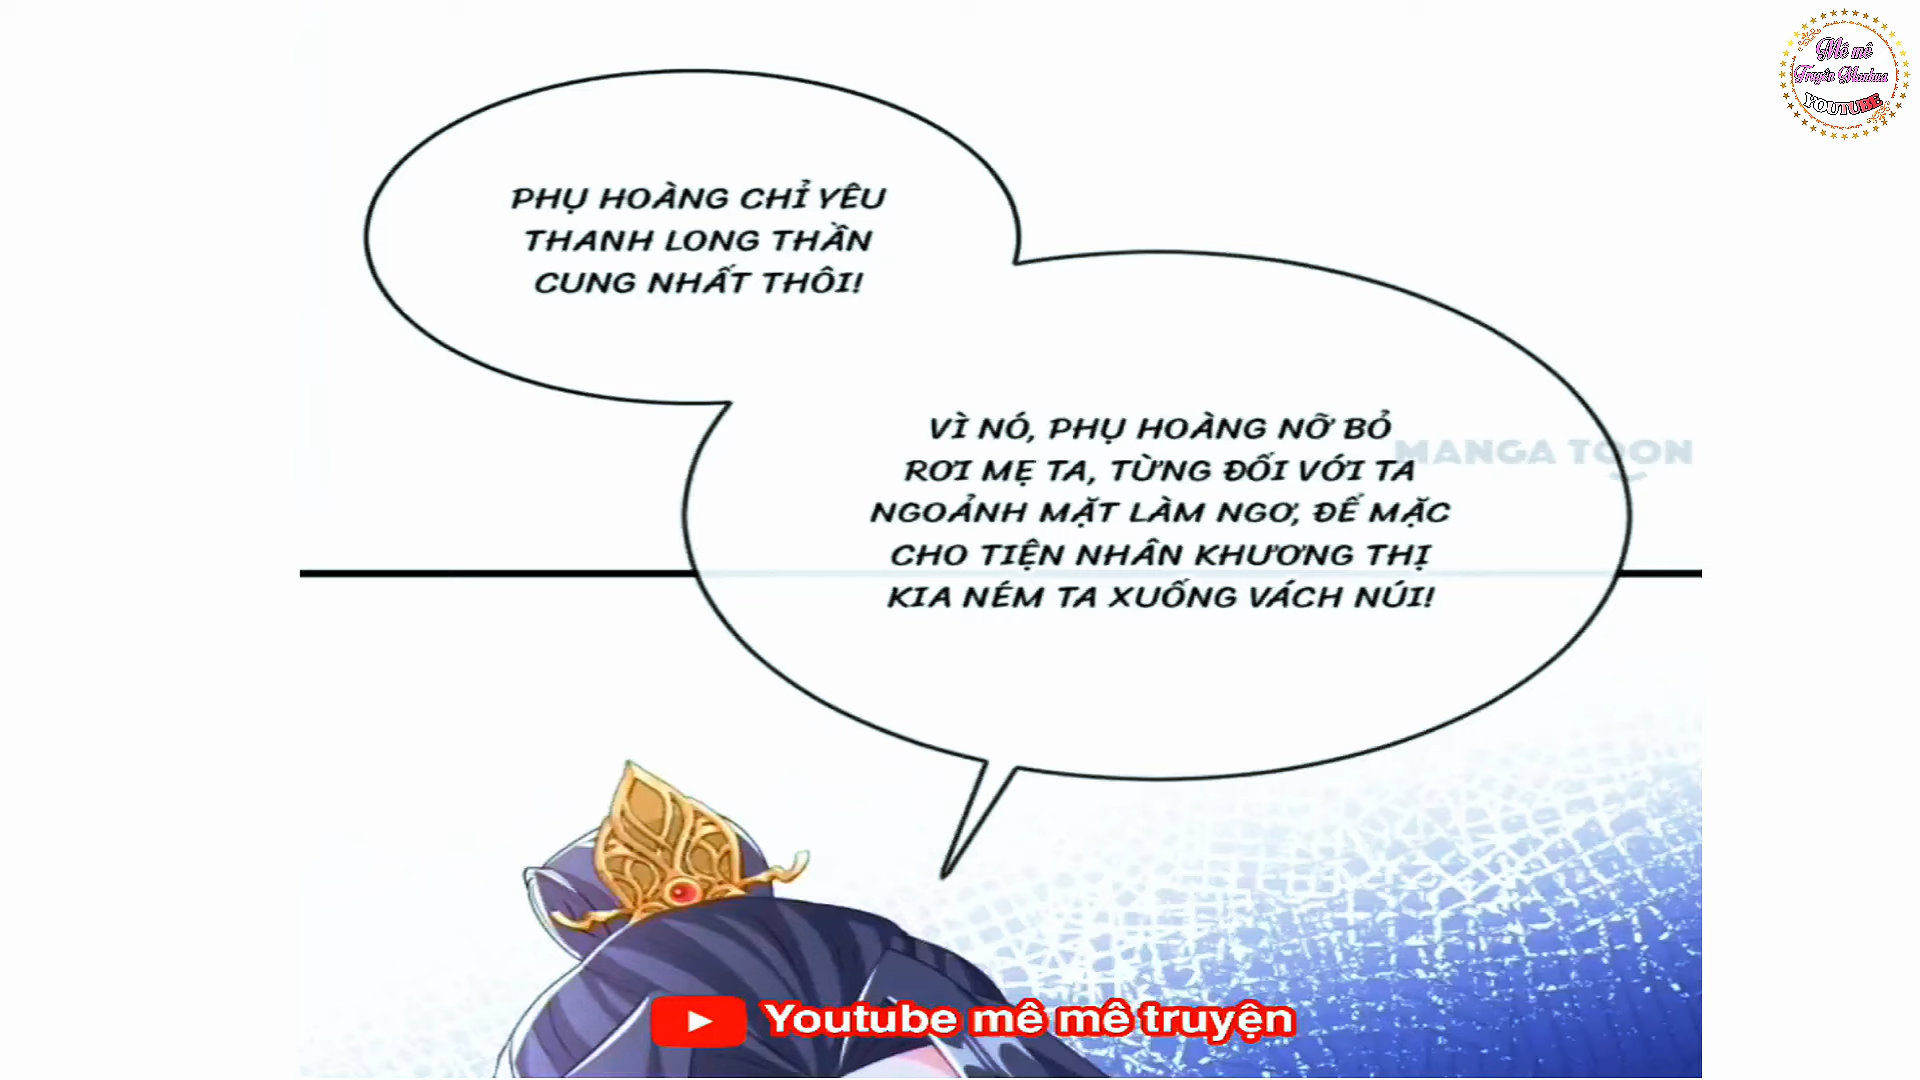 Mê mê
Truyện Manhua
YOUTUBE
PHỤ HOÀNG CHỈ YÊU
THANH LONG THẦN
CUNG NHẤT THÔI!
VÌ NÓ, PHỤ HOÀNG NỠ BỎ
RƠI MẸ TA, TỪNG ĐỐI VỚI TA
NGOẢNH MẶT LÀM NGƠ, ĐỂ MẶC
CHO TIỆN NHÂN KHƯƠNG THỊ
KIA NÉM TA XUỐNG VÁCH NÚI!
MANGA TOON
Youtube mê mê truyện